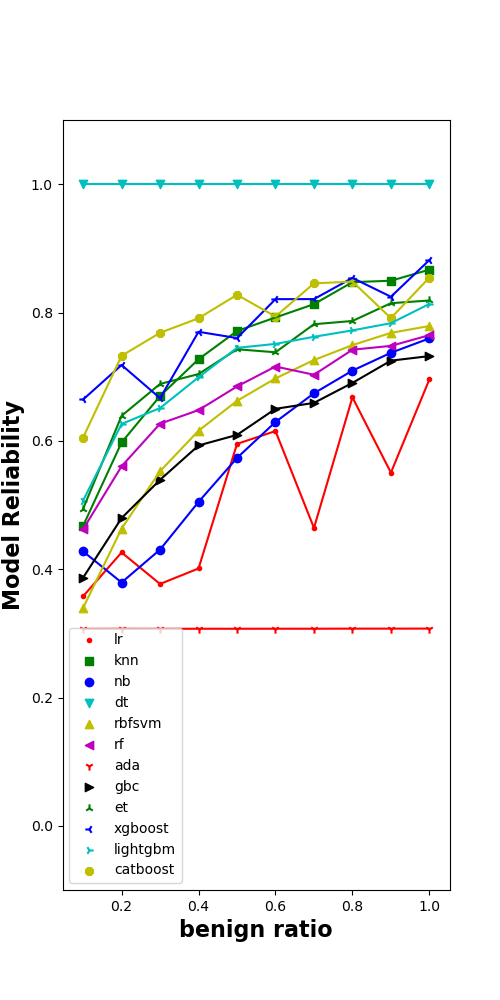 1.0
0.8
0.6
0.4
0.2
0.0
Model Reliability
lr
knn
nb
dt
rbfsvm
rf
ada
gbc
et
xgboost
lightgbm
catboost
0.2 0.4 0.6 0.8 1.0
benign ratio